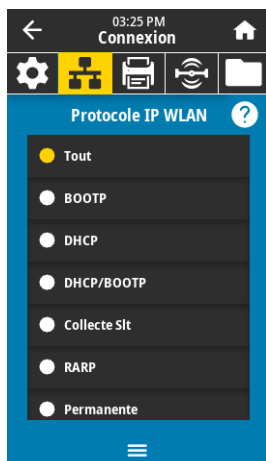 03:25 PM
Connexion
Protocole IP WLAN ?
Tout
BOOTP
DHCP
DHCP/BOOTP
Collecte Slt
RARP
Permanente